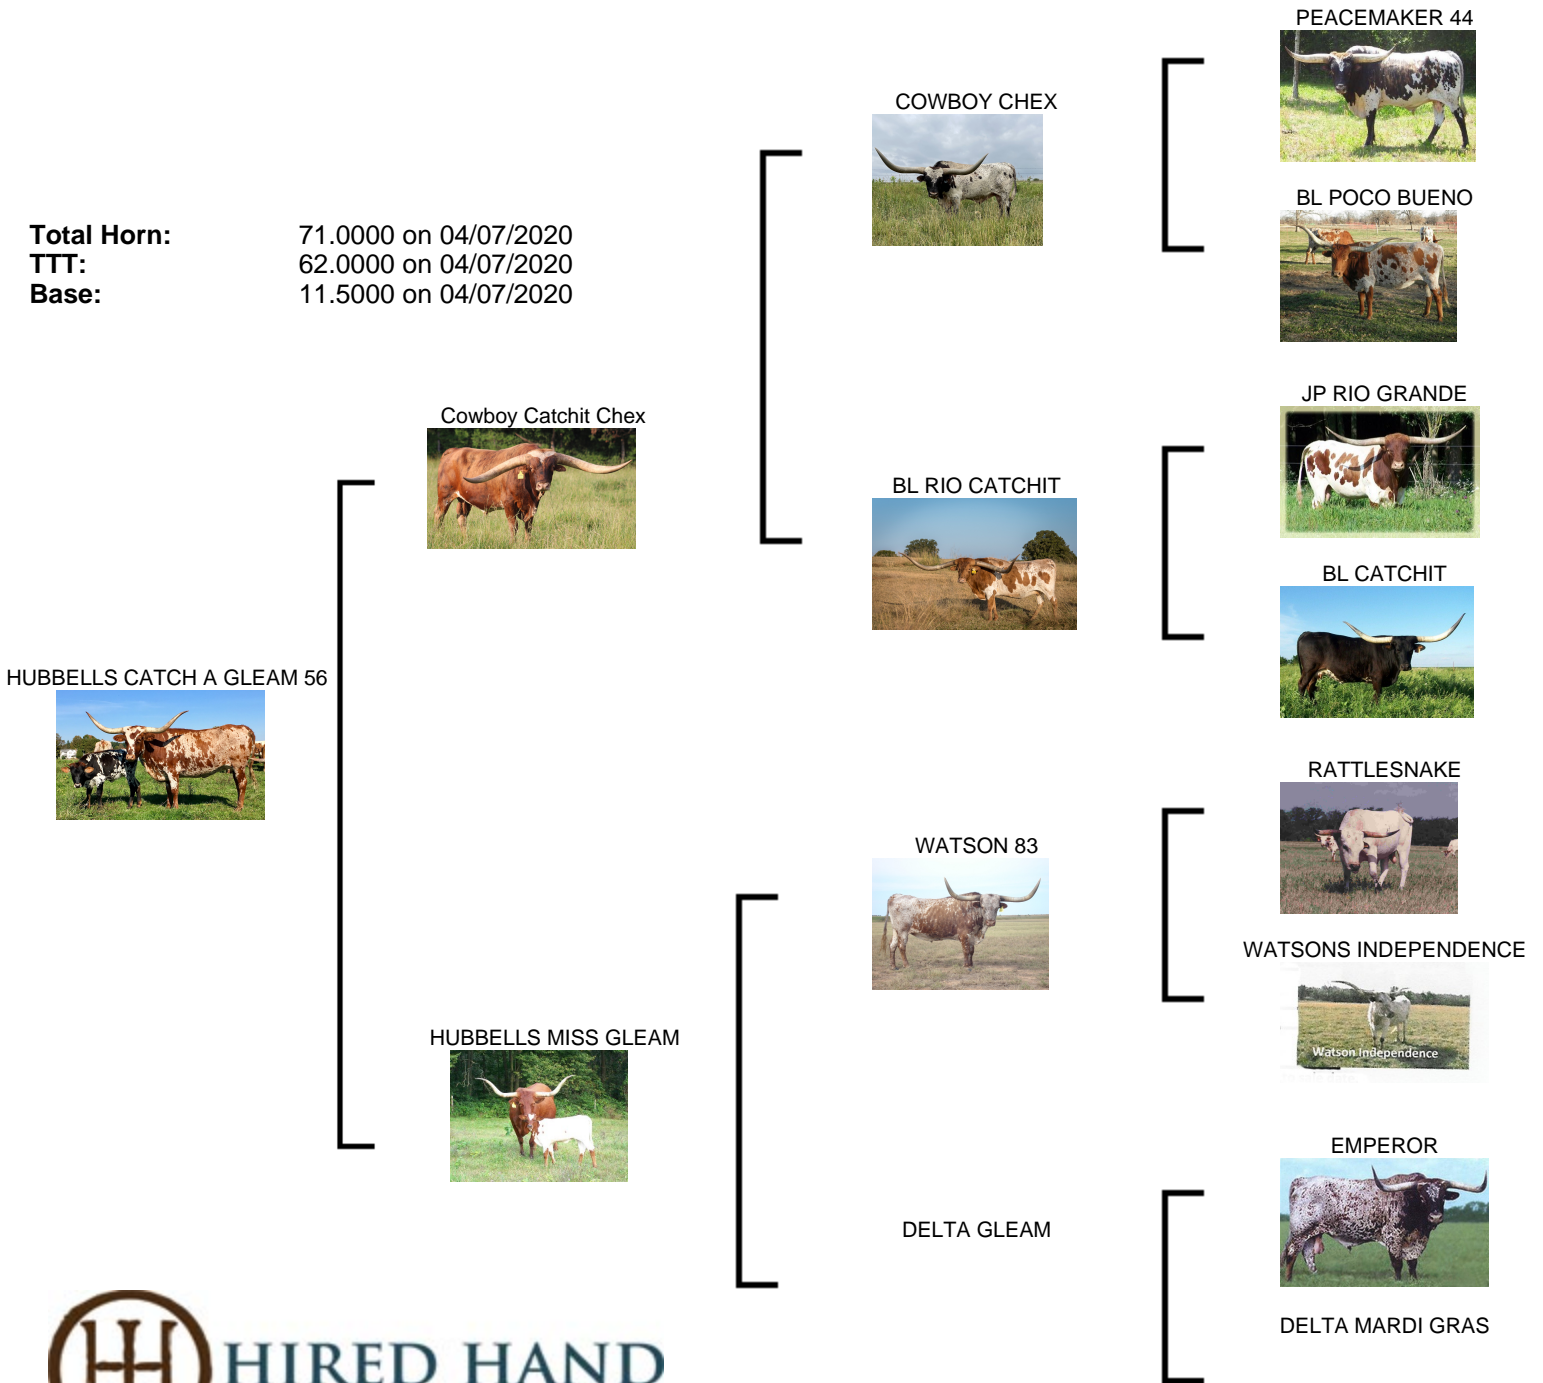 PEACEMAKER 44
COWBOY CHEX
BL POCO BUENO
Total Horn: 71.0000 on 04/07/2020
TTT: 62.0000 on 04/07/2020
Base: 11.5000 on 04/07/2020
JP RIO GRANDE
Cowboy Catchit Chex
BL RIO CATCHIT
BL CATCHIT
HUBBELLS CATCH A GLEAM 56
RATTLESNAKE
WATSON 83
WATSONS INDEPENDENCE
HUBBELLS MISS GLEAM
Watson Independence
EMPEROR
DELTA GLEAM
DELTA MARDI GRAS
HIRED HAND